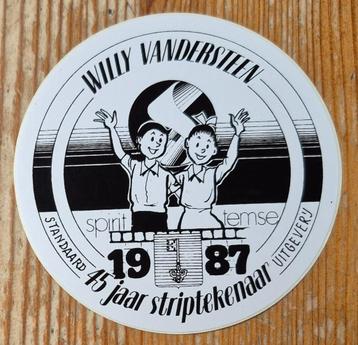 WILLY VANDERSTEEN
spirit temse
19 87
STANDAARD UITGEVERIJ
45 jaar striptekenaar